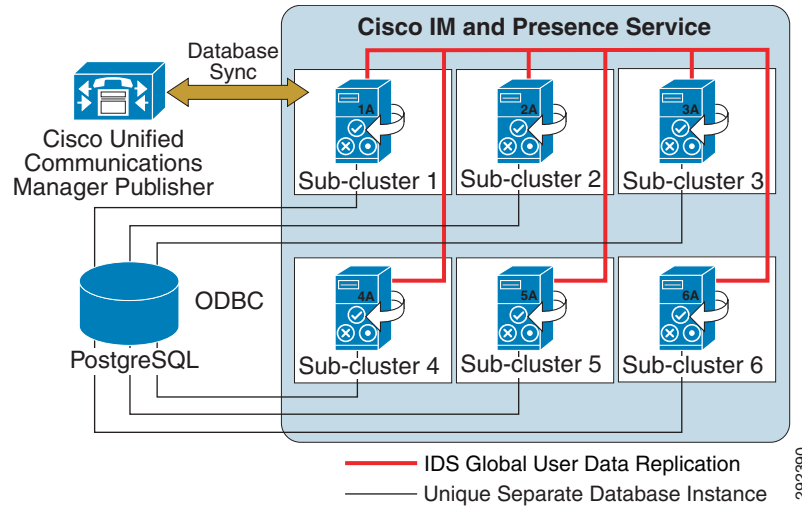 Cisco IM and Presence Service
Database
Sync
Cisco Unified
Communications
Manager Publisher
1A
Sub-cluster 1
2A
Sub-cluster 2
3A
Sub-cluster 3
ODBC
PostgreSQL
4A
Sub-cluster 4
5A
Sub-cluster 5
6A
Sub-cluster 6
IDS Global User Data Replication
Unique Separate Database Instance
292390